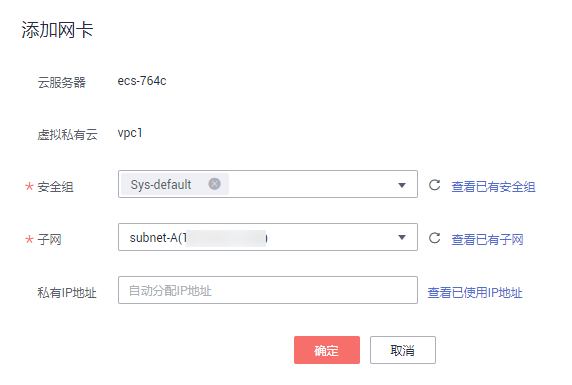 添加网卡
云服务器 ecs-764c
虚拟私有云 vpc1
* 安全组 Sys-default 查看已有安全组
* 子网 subnet-A(1 ) 查看已有子网
私有IP地址 自动分配IP地址 查看已使用IP地址
确定 取消